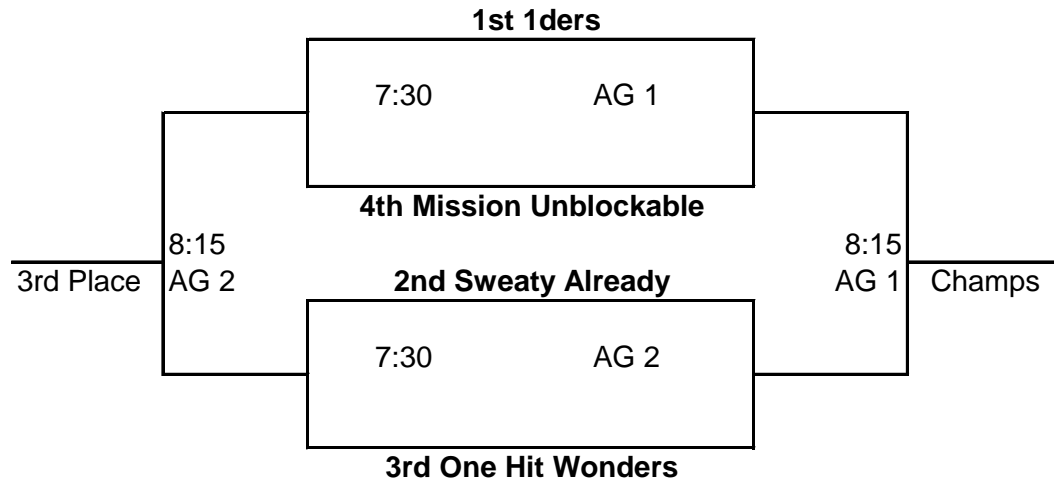 1st 1ders
7:30 AG 1
4th Mission Unblockable
8:15 8:15
3rd Place AG 2 2nd Sweaty Already AG 1 Champs
7:30 AG 2
3rd One Hit Wonders